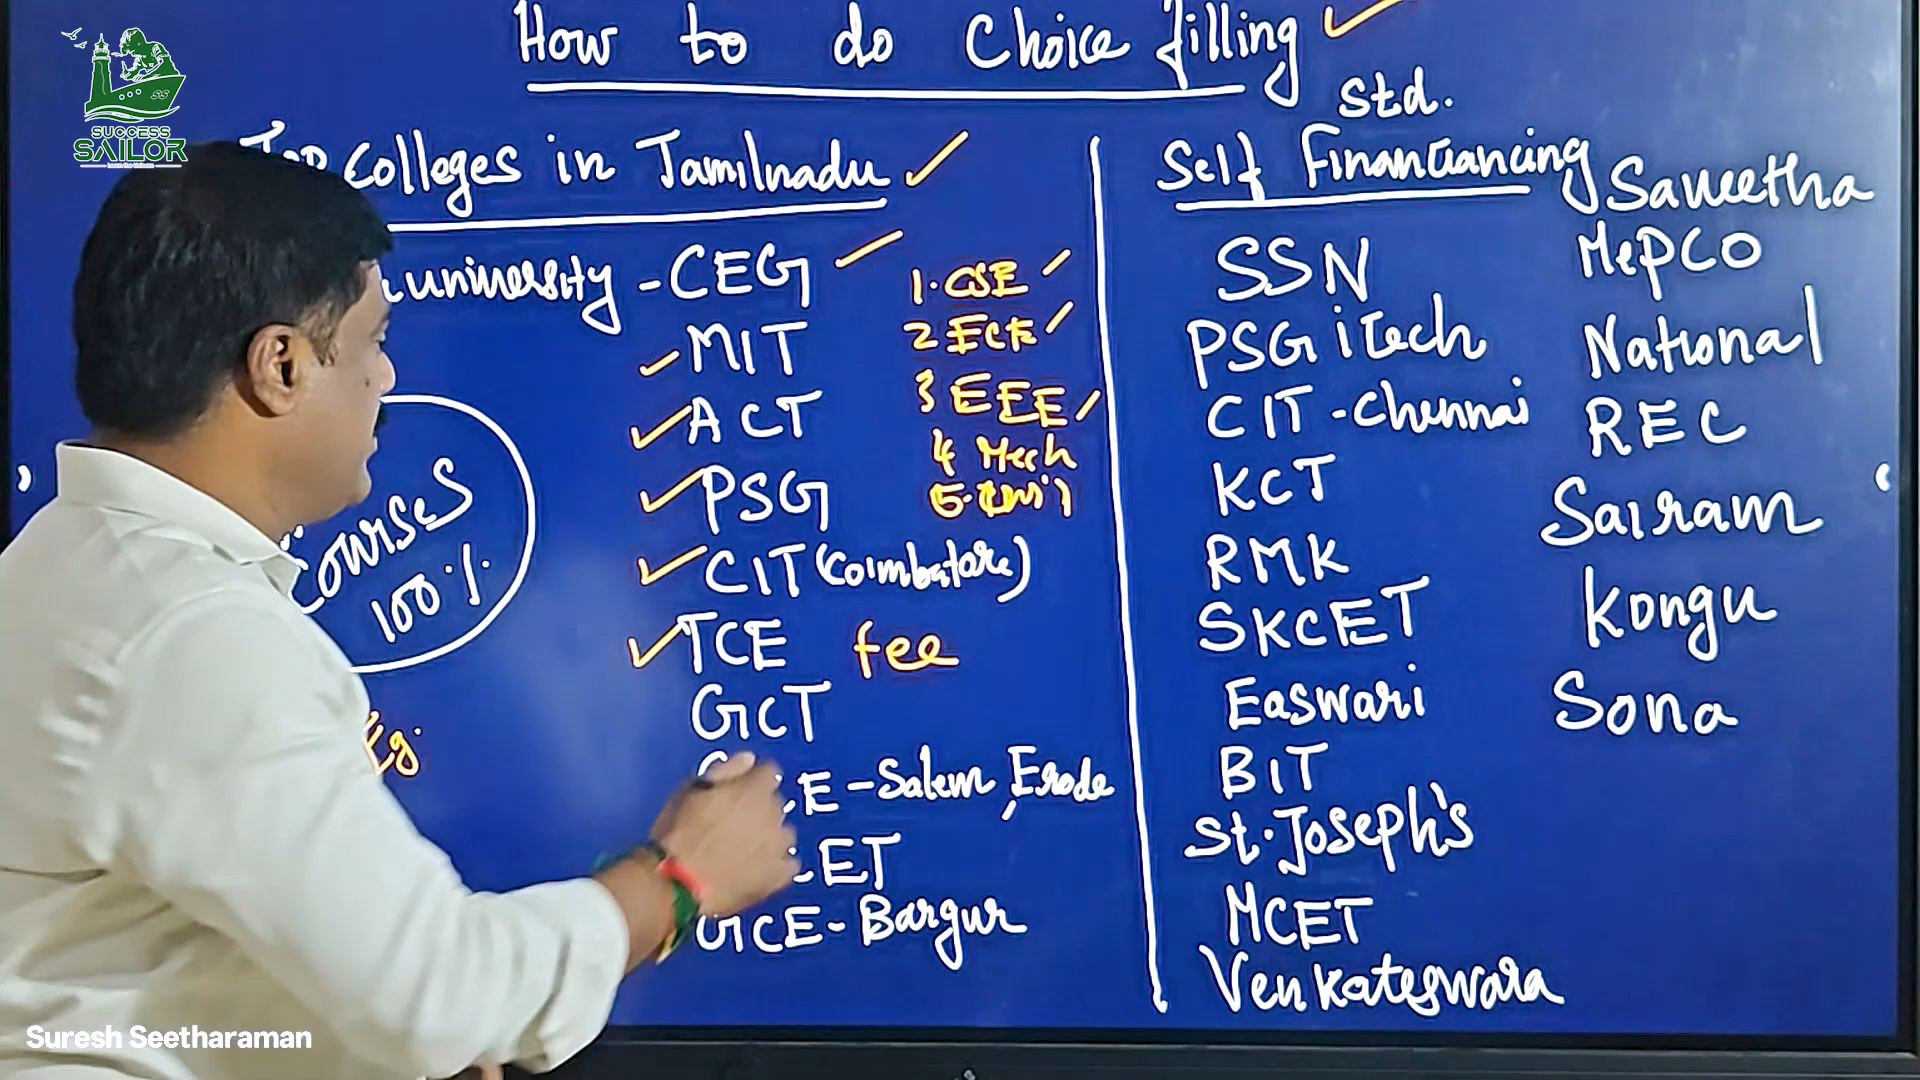 How to do Choice filling
SUCCESS
SAILOR
Top colleges in Tamilnadu
university - CEG
MIT
ACT
PSG
CIT (Coimbatore)
TCE fee
GCT
E - Salem, Erode
ET
GCE - Bargur
1. CSE
2 ECE
3 EEE
4 Mech
Courses
100%
Eg.
Std.
Self Financiancing
SSN
PSG iTech
CIT - Chennai
KCT
RMK
SKCET
Easwari
BIT
St. Joseph's
MCET
Venkateswara
Saveetha
MePCO
National
REC
Sairam
Kongu
Sona
Suresh Seetharaman